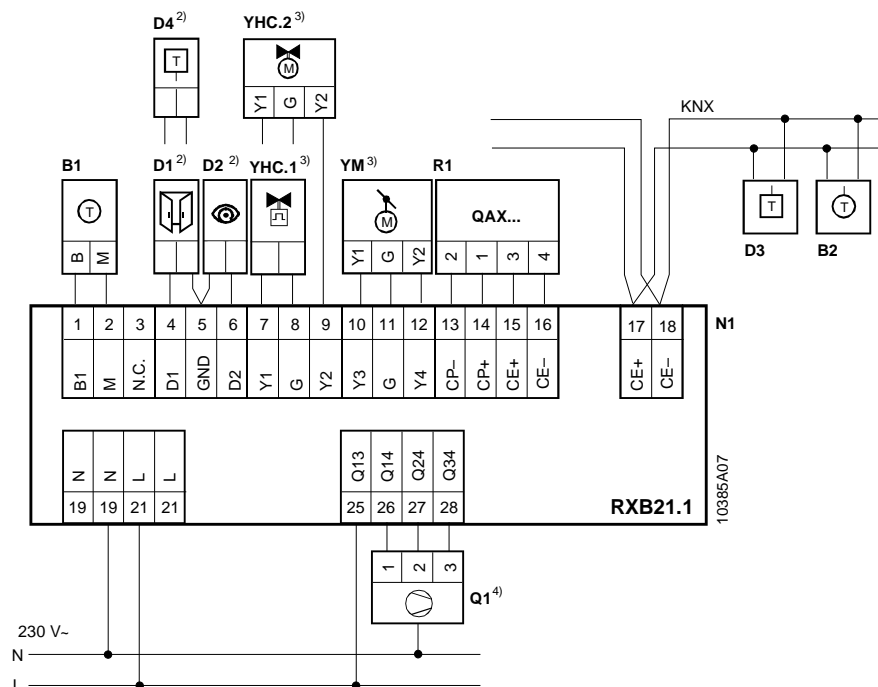 D4 2) YHC.2 3)
T M
Y1 G Y2
KNX
B1 D1 2) D2 2) YHC.1 3) YM 3) R1
T M QAX... T T
B M Y1 G Y2 2 1 3 4
D3 B2
1 2 3 4 5 6 7 8 9 10 11 12 13 14 15 16 17 18 N1
B1 M N.C. D1 GND D2 Y1 G Y2 Y3 G Y4 CP– CP+ CE+ CE– CE+ CE–
N N L L Q13 Q14 Q24 Q34
19 19 21 21 25 26 27 28 RXB21.1
10385A07
1 2 3
Q1 4)
230 V~
N
L